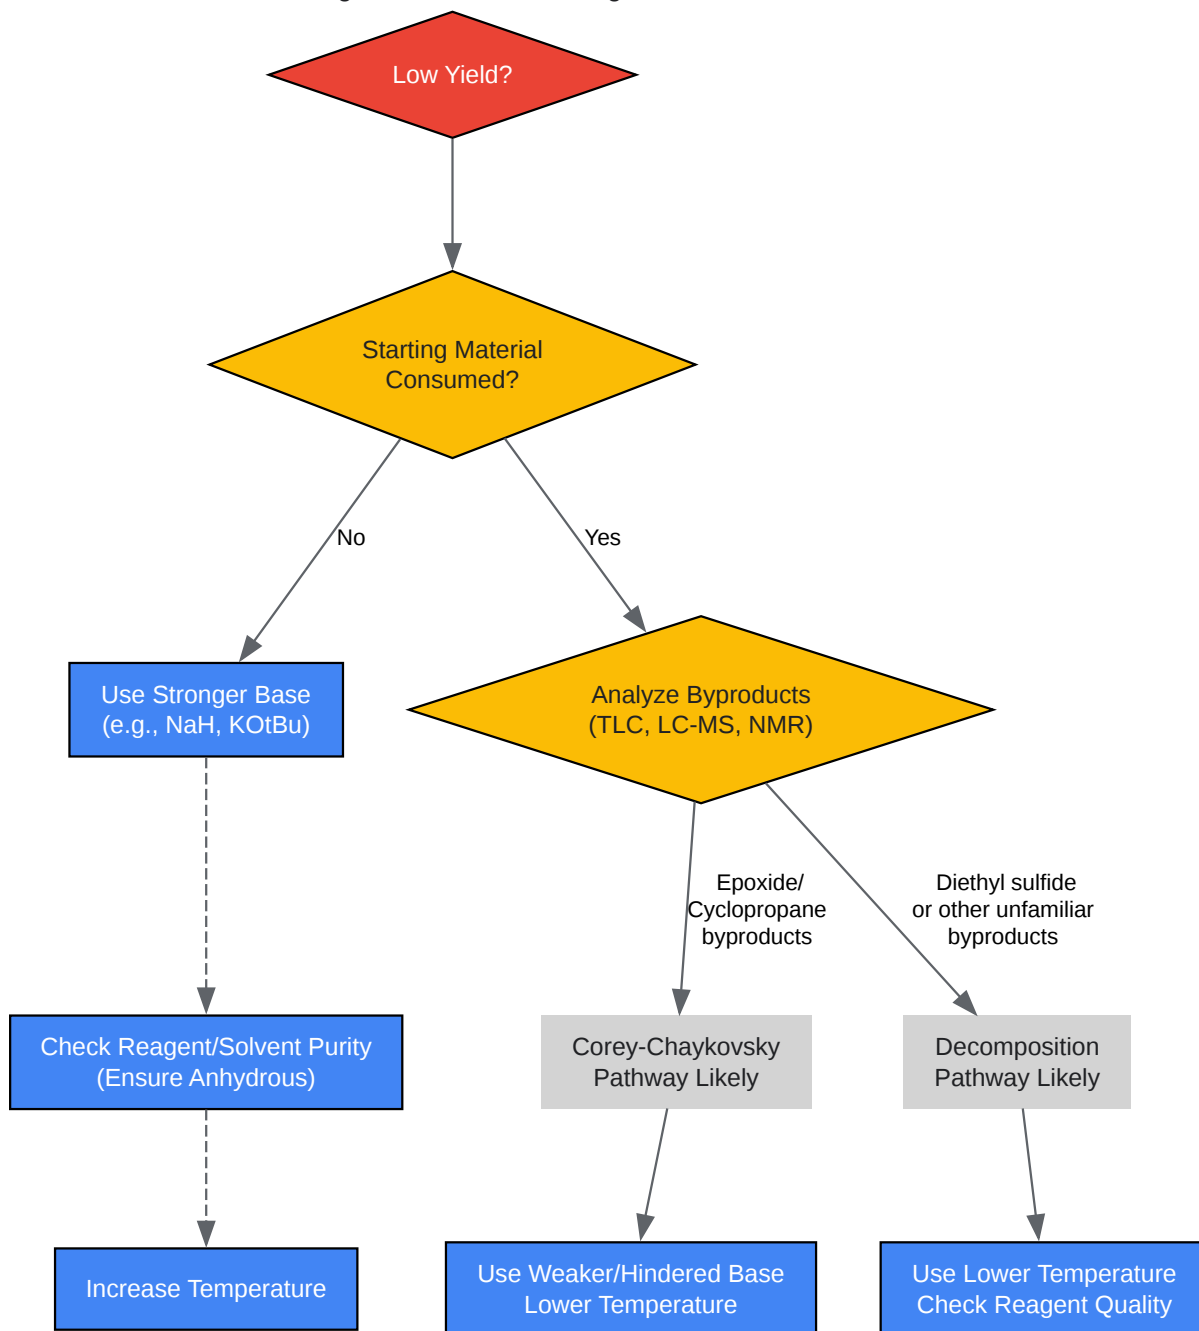 Low Yield?
Starting Material
Consumed?
No
Yes
Use Stronger Base
(e.g., NaH, KOtBu)
Analyze Byproducts
(TLC, LC-MS, NMR)
Epoxide/
Cyclopropane
byproducts
Diethyl sulfide
or other unfamiliar
byproducts
Check Reagent/Solvent Purity
(Ensure Anhydrous)
Corey-Chaykovsky
Pathway Likely
Decomposition
Pathway Likely
Increase Temperature
Use Weaker/Hindered Base
Lower Temperature
Use Lower Temperature
Check Reagent Quality